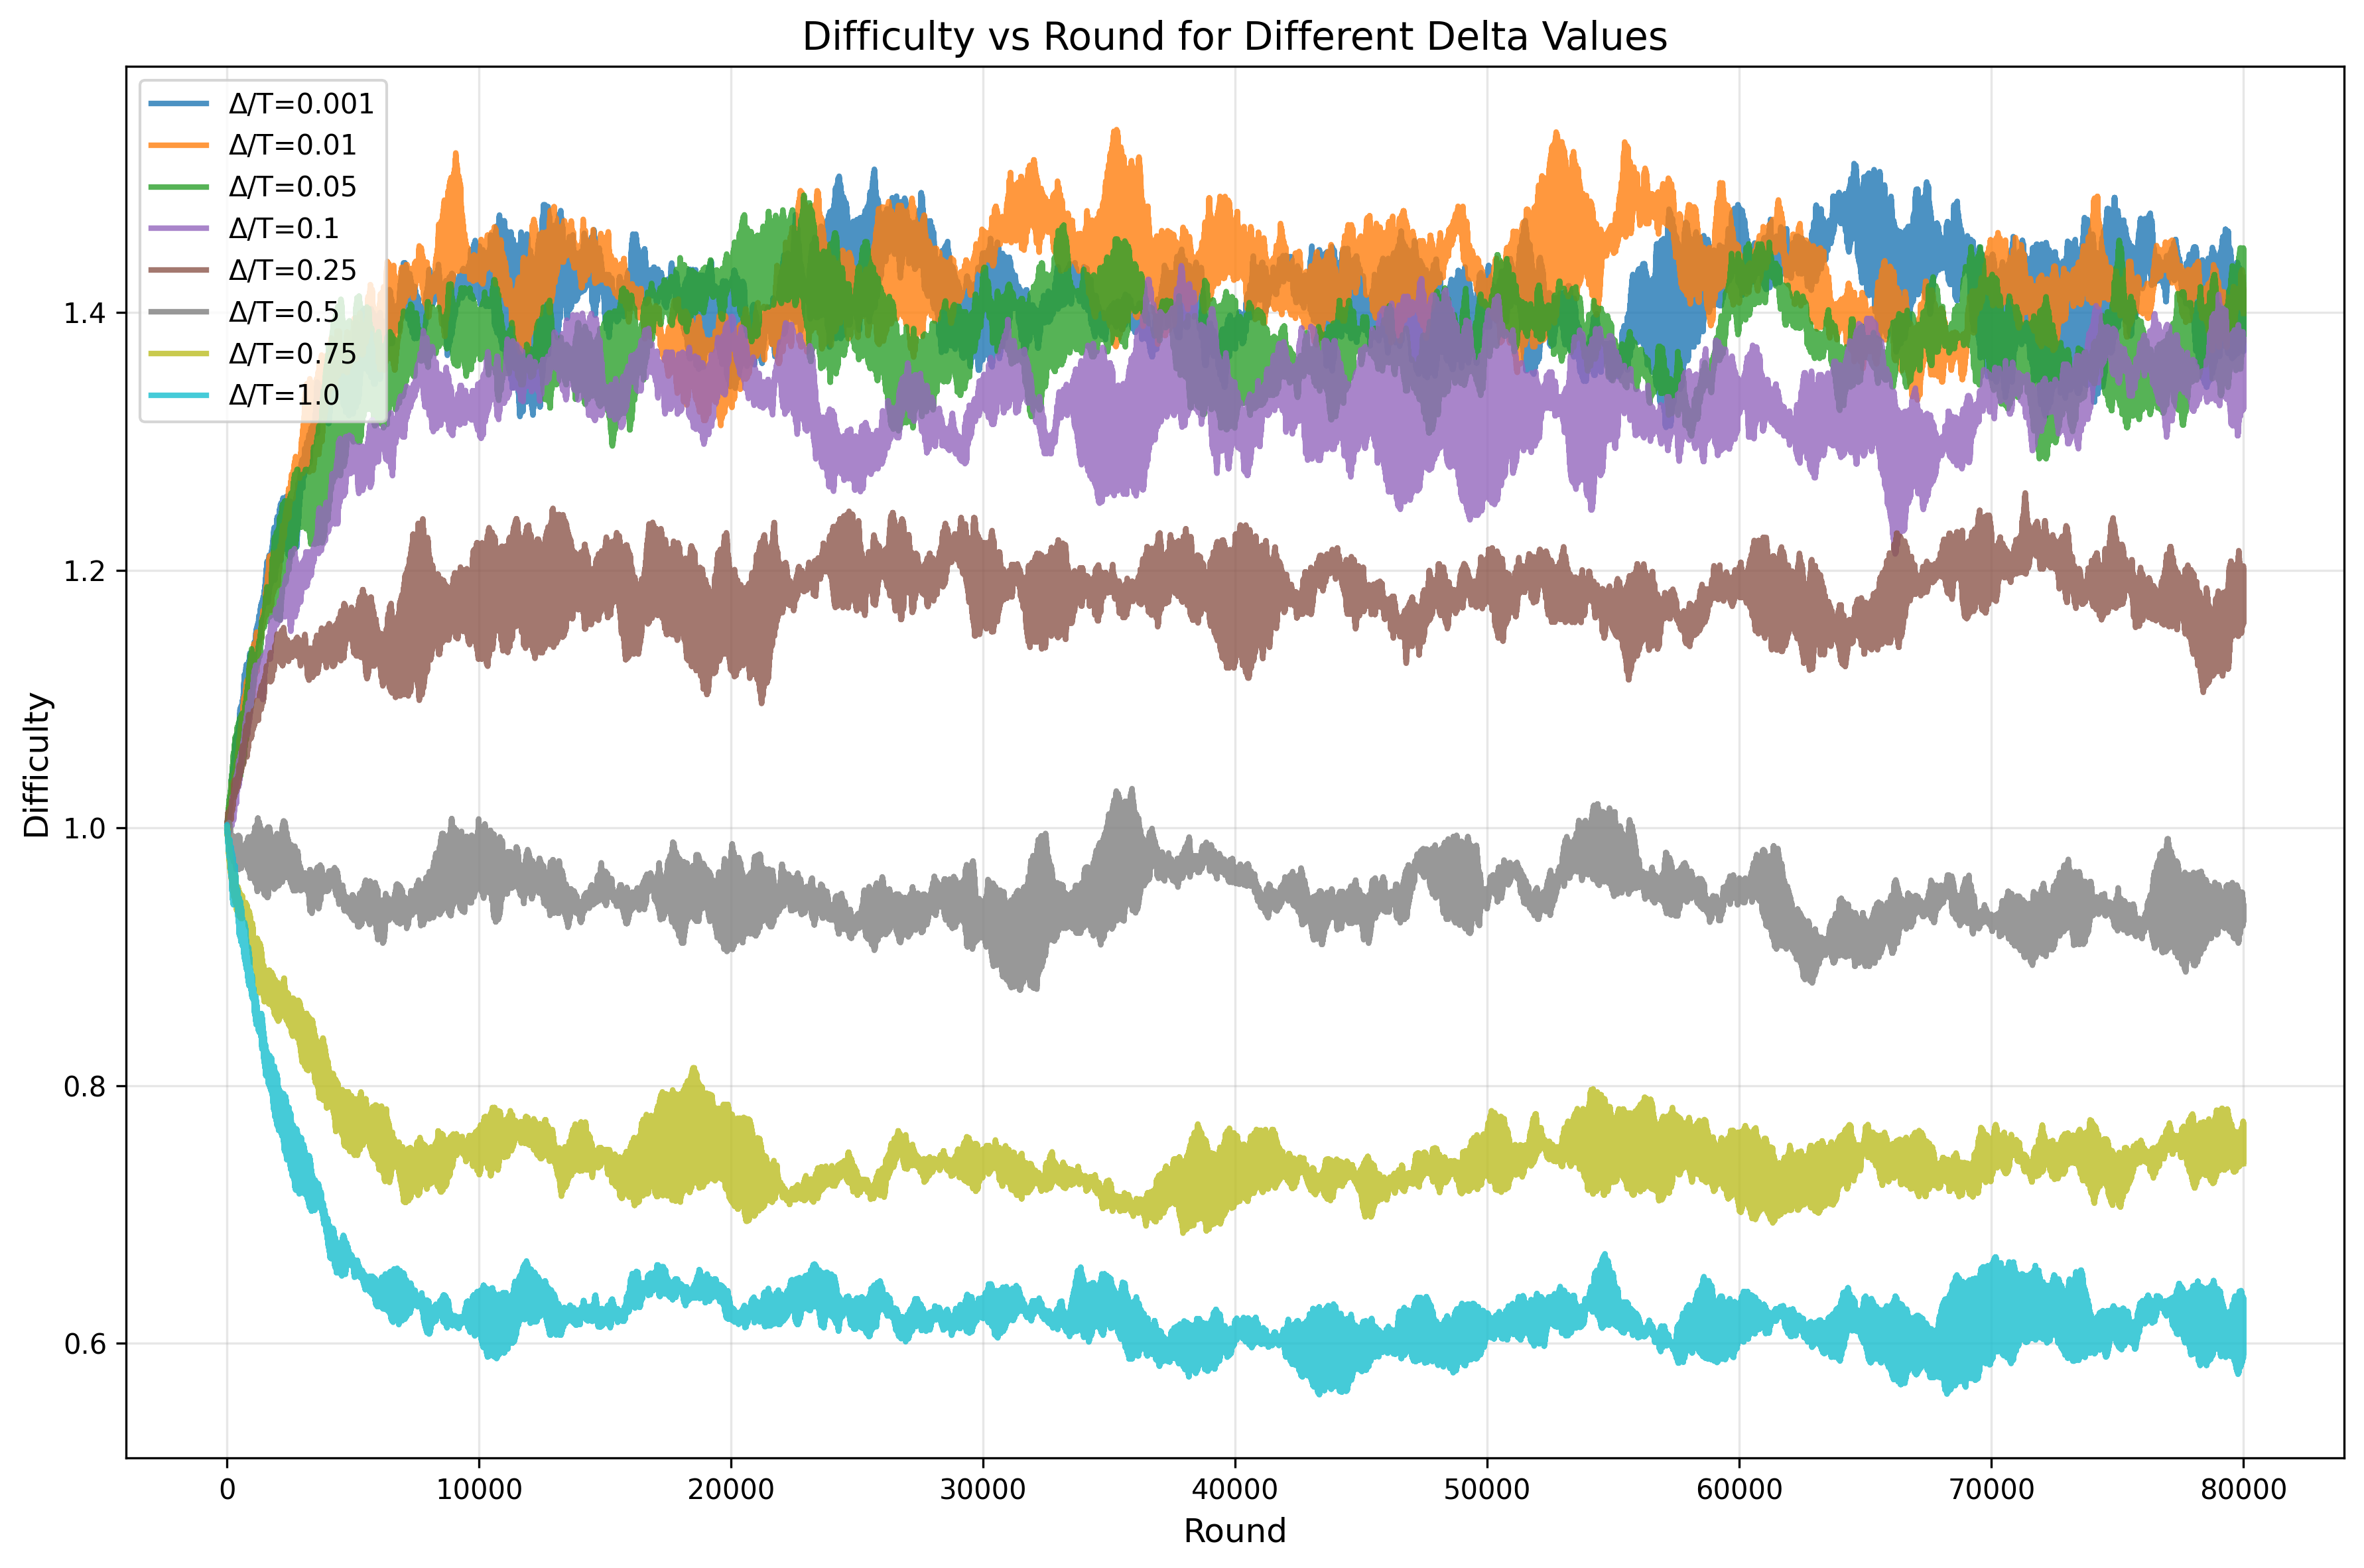 Difficulty vs Round for Different Delta Values
Δ/T=0.001
Δ/T=0.01
Δ/T=0.05
Δ/T=0.1
Δ/T=0.25
Δ/T=0.5
Δ/T=0.75
Δ/T=1.0
Difficulty
1.4
1.2
1.0
0.8
0.6
0 10000 20000 30000 40000 50000 60000 70000 80000
Round